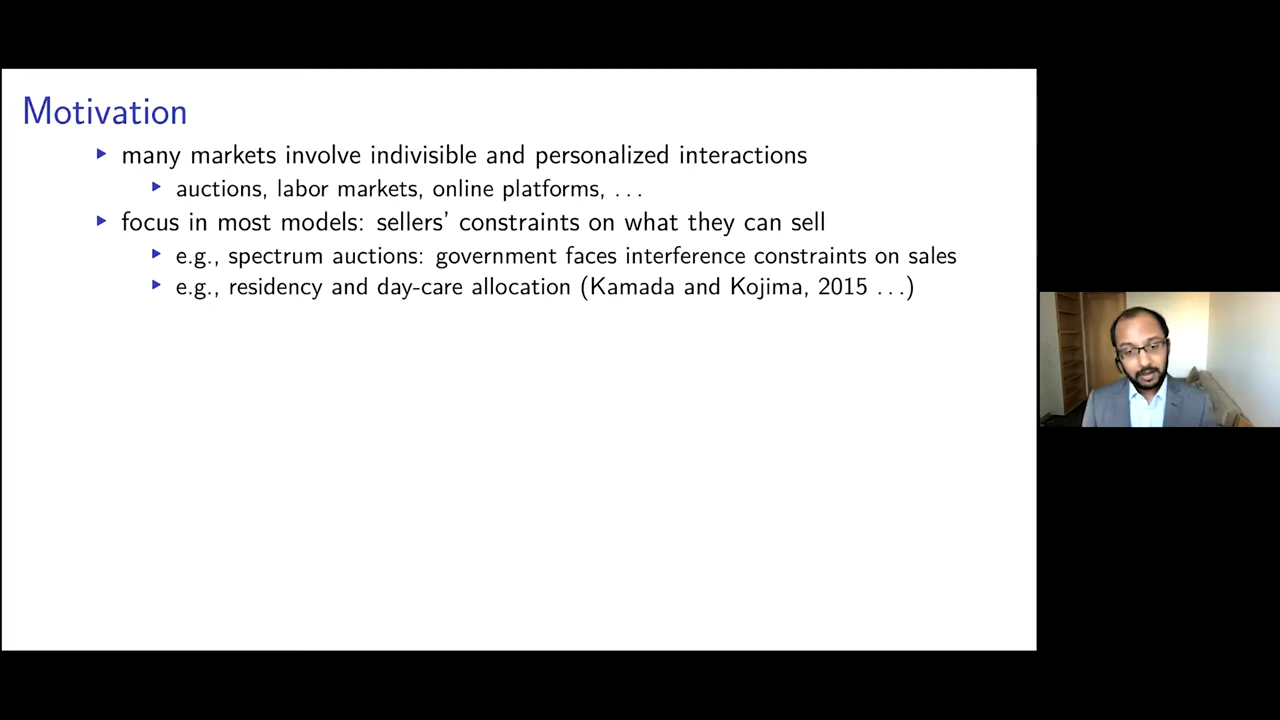 Motivation
many markets involve indivisible and personalized interactions
auctions, labor markets, online platforms, ...
focus in most models: sellers' constraints on what they can sell
e.g., spectrum auctions: government faces interference constraints on sales
e.g., residency and day-care allocation (Kamada and Kojima, 2015 ...)